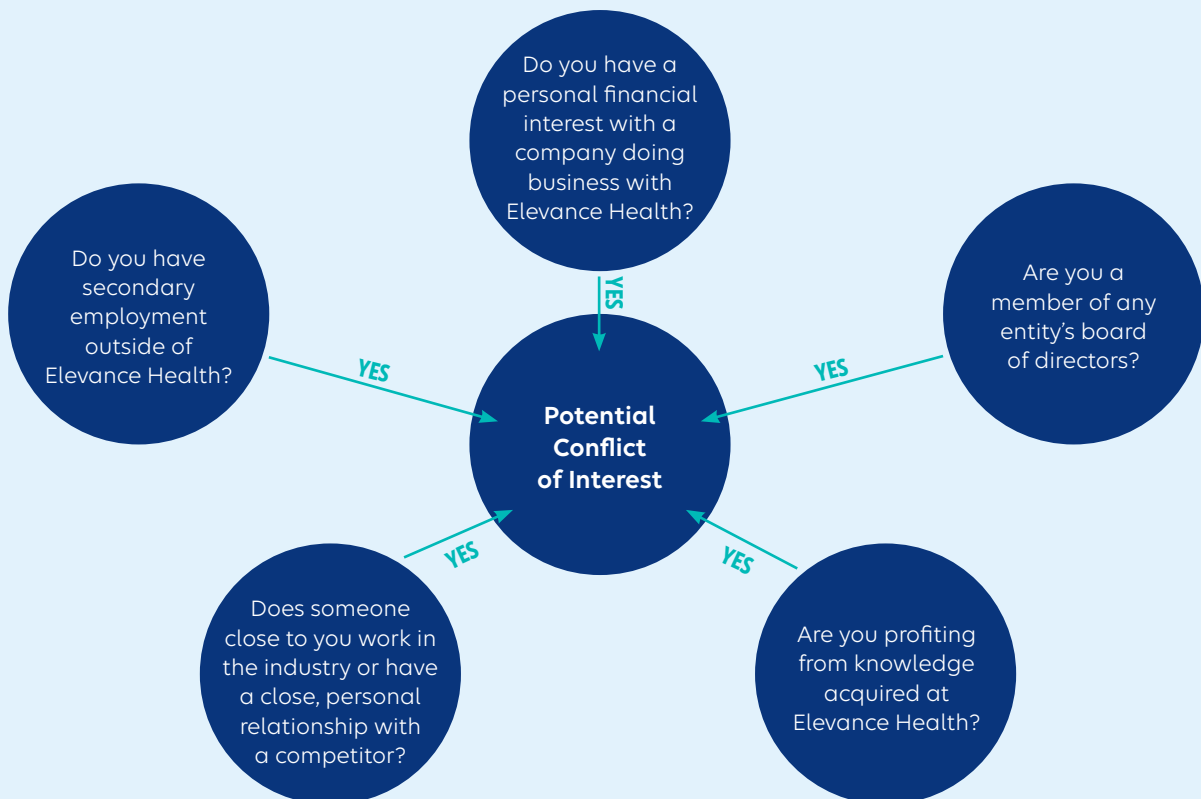 Do you have a
personal financial
interest with a
company doing
business with
Elevance Health?
YES
Do you have
secondary
employment
outside of
Elevance Health?
YES
Are you a
member of any
entity’s board
of directors?
YES
Potential
Conflict
of Interest
Does someone
close to you work in
the industry or have
a close, personal
relationship with
a competitor?
YES
Are you profiting
from knowledge
acquired at
Elevance Health?
YES